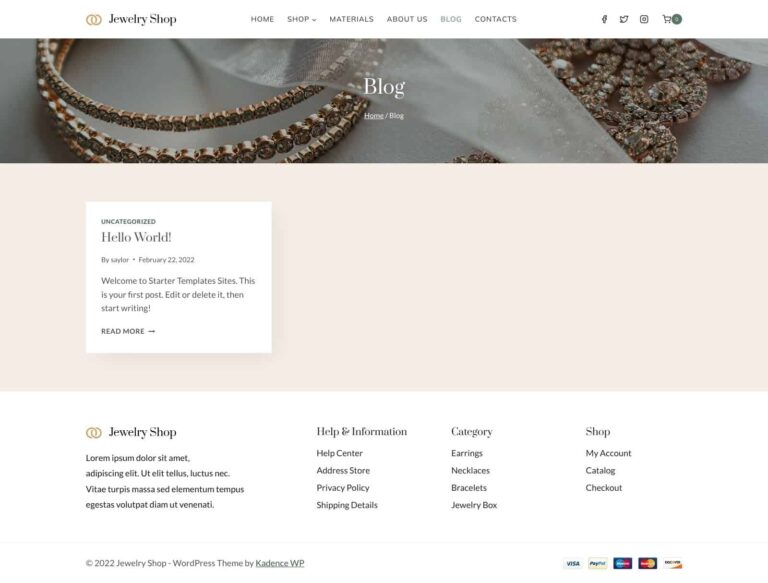 Jewelry Shop
HOME SHOP MATERIALS ABOUT US BLOG CONTACTS
0
Blog
Home / Blog
UNCATEGORIZED
Hello World!
By saylor • February 22, 2022
Welcome to Starter Templates Sites. This
is your first post. Edit or delete it, then
start writing!
READ MORE →
Jewelry Shop
Lorem ipsum dolor sit amet,
adipiscing elit. Ut elit tellus, luctus nec.
Vitae turpis massa sed elementum tempus
egestas volutpat diam ut venenati.
Help & Information
Help Center
Address Store
Privacy Policy
Shipping Details
Category
Earrings
Necklaces
Bracelets
Jewelry Box
Shop
My Account
Catalog
Checkout
© 2022 Jewelry Shop - WordPress Theme by Kadence WP
VISA PayPal DISCOVER